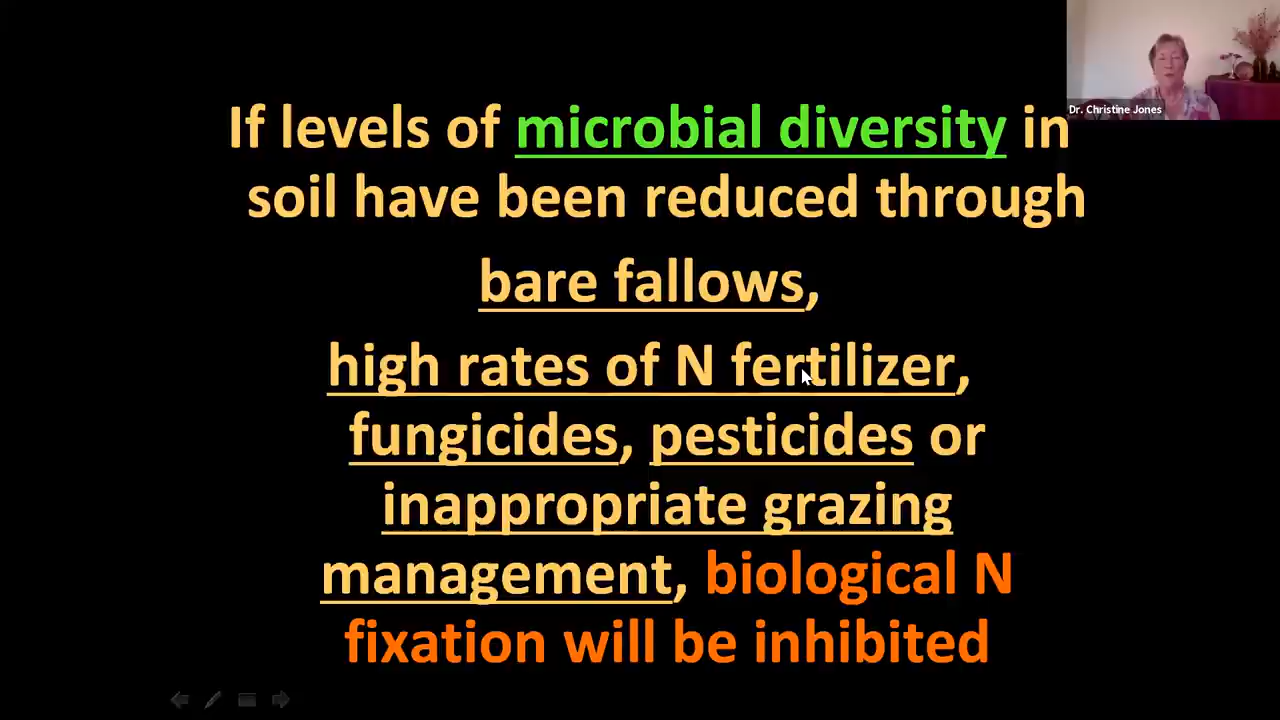 Dr. Christine Jones
If levels of microbial diversity in
soil have been reduced through
bare fallows,
high rates of N fertilizer,
fungicides, pesticides or
inappropriate grazing
management, biological N
fixation will be inhibited